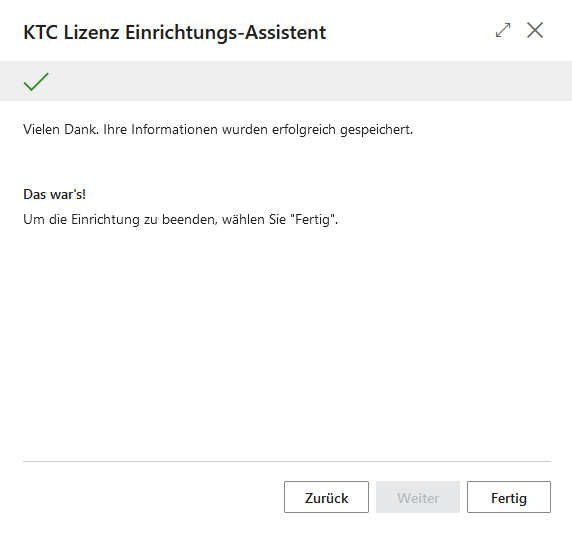 KTC Lizenz Einrichtungs-Assistent
Vielen Dank. Ihre Informationen wurden erfolgreich gespeichert.
Das war's!
Um die Einrichtung zu beenden, wählen Sie "Fertig".
Zurück
Weiter
Fertig